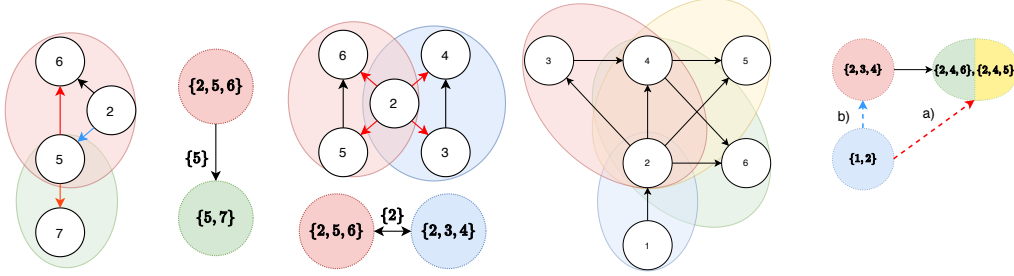 6
2
5
7
{2, 5, 6}
{5}
{5, 7}
6
4
2
5
3
{2, 5, 6}
{2}
{2, 3, 4}
3
4
5
2
6
1
{2, 3, 4}
{2, 4, 6}, {2, 4, 5}
b)
a)
{1, 2}